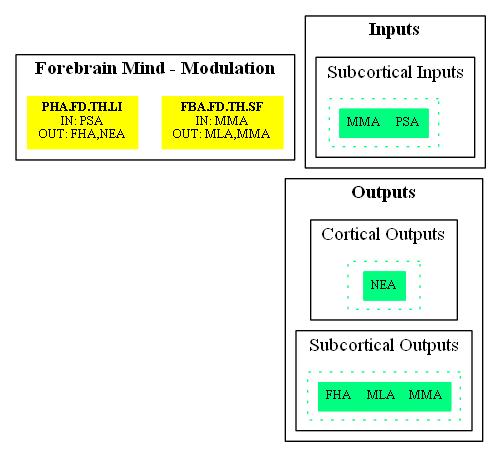 Forebrain Mind - Modulation
PHA.FD.TH.LI
IN: PSA
OUT: FHA,NEA
FBA.FD.TH.SF
IN: MMA
OUT: MLA,MMA
Inputs
Subcortical Inputs
MMA PSA
Outputs
Cortical Outputs
NEA
Subcortical Outputs
FHA MLA MMA